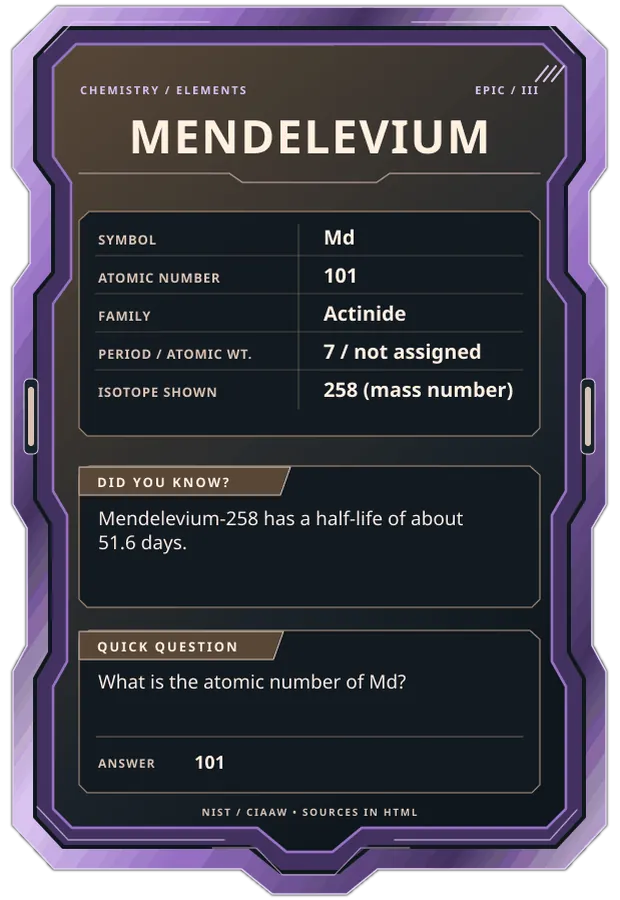 CHEMISTRY / ELEMENTS
EPIC / III
MENDELEVIUM
SYMBOL Md
ATOMIC NUMBER 101
FAMILY Actinide
PERIOD / ATOMIC WT. 7 / not assigned
ISOTOPE SHOWN 258 (mass number)
DID YOU KNOW?
Mendelevium-258 has a half-life of about
51.6 days.
QUICK QUESTION
What is the atomic number of Md?
ANSWER 101
NIST / CIAAW • SOURCES IN HTML